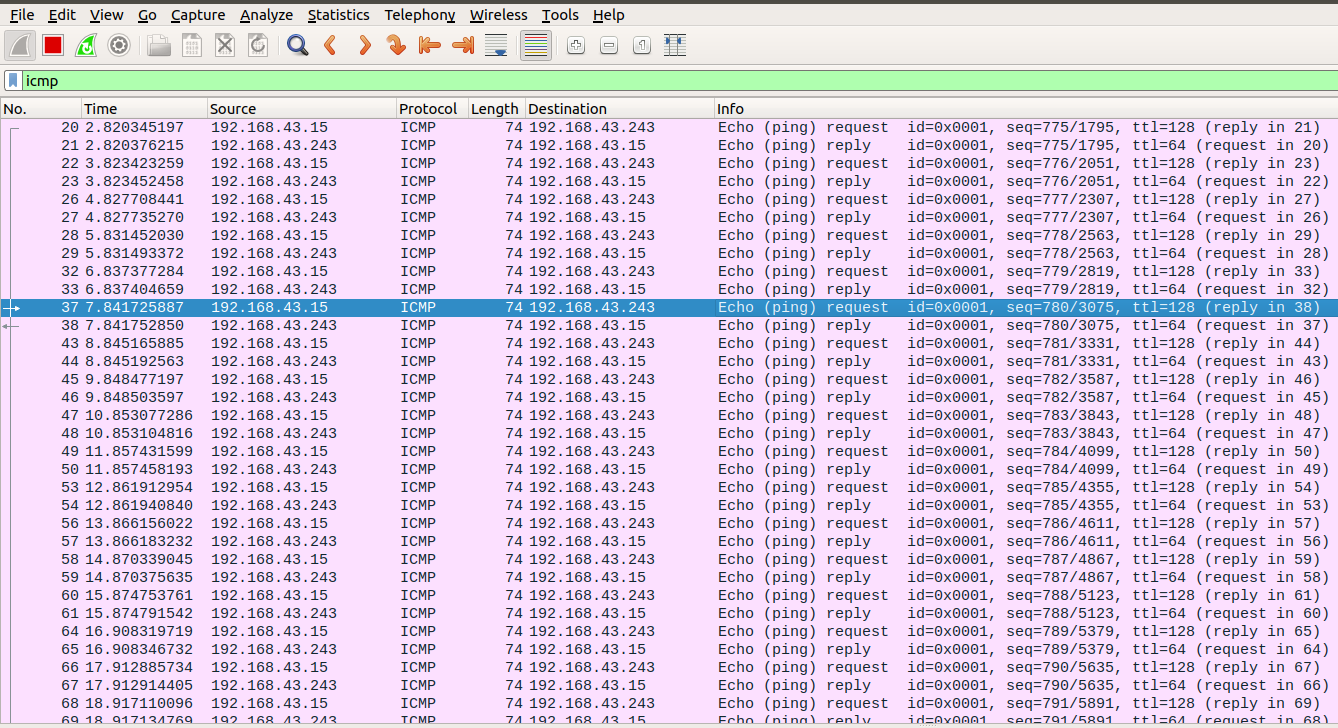 File Edit View Go Capture Analyze Statistics Telephony Wireless Tools Help
icmp
No. Time Source Protocol Length Destination Info
20 2.820345197 192.168.43.15 ICMP 74 192.168.43.243 Echo (ping) request id=0x0001, seq=775/1795, ttl=128 (reply in 21)
21 2.820376215 192.168.43.243 ICMP 74 192.168.43.15 Echo (ping) reply id=0x0001, seq=775/1795, ttl=64 (request in 20)
22 3.823423259 192.168.43.15 ICMP 74 192.168.43.243 Echo (ping) request id=0x0001, seq=776/2051, ttl=128 (reply in 23)
23 3.823452458 192.168.43.243 ICMP 74 192.168.43.15 Echo (ping) reply id=0x0001, seq=776/2051, ttl=64 (request in 22)
26 4.827708441 192.168.43.15 ICMP 74 192.168.43.243 Echo (ping) request id=0x0001, seq=777/2307, ttl=128 (reply in 27)
27 4.827735270 192.168.43.243 ICMP 74 192.168.43.15 Echo (ping) reply id=0x0001, seq=777/2307, ttl=64 (request in 26)
28 5.831452030 192.168.43.15 ICMP 74 192.168.43.243 Echo (ping) request id=0x0001, seq=778/2563, ttl=128 (reply in 29)
29 5.831493372 192.168.43.243 ICMP 74 192.168.43.15 Echo (ping) reply id=0x0001, seq=778/2563, ttl=64 (request in 28)
32 6.837377284 192.168.43.15 ICMP 74 192.168.43.243 Echo (ping) request id=0x0001, seq=779/2819, ttl=128 (reply in 33)
33 6.837404659 192.168.43.243 ICMP 74 192.168.43.15 Echo (ping) reply id=0x0001, seq=779/2819, ttl=64 (request in 32)
37 7.841725887 192.168.43.15 ICMP 74 192.168.43.243 Echo (ping) request id=0x0001, seq=780/3075, ttl=128 (reply in 38)
38 7.841752850 192.168.43.243 ICMP 74 192.168.43.15 Echo (ping) reply id=0x0001, seq=780/3075, ttl=64 (request in 37)
43 8.845165885 192.168.43.15 ICMP 74 192.168.43.243 Echo (ping) request id=0x0001, seq=781/3331, ttl=128 (reply in 44)
44 8.845192563 192.168.43.243 ICMP 74 192.168.43.15 Echo (ping) reply id=0x0001, seq=781/3331, ttl=64 (request in 43)
45 9.848477197 192.168.43.15 ICMP 74 192.168.43.243 Echo (ping) request id=0x0001, seq=782/3587, ttl=128 (reply in 46)
46 9.848503597 192.168.43.243 ICMP 74 192.168.43.15 Echo (ping) reply id=0x0001, seq=782/3587, ttl=64 (request in 45)
47 10.853077286 192.168.43.15 ICMP 74 192.168.43.243 Echo (ping) request id=0x0001, seq=783/3843, ttl=128 (reply in 48)
48 10.853104816 192.168.43.243 ICMP 74 192.168.43.15 Echo (ping) reply id=0x0001, seq=783/3843, ttl=64 (request in 47)
49 11.857431599 192.168.43.15 ICMP 74 192.168.43.243 Echo (ping) request id=0x0001, seq=784/4099, ttl=128 (reply in 50)
50 11.857458193 192.168.43.243 ICMP 74 192.168.43.15 Echo (ping) reply id=0x0001, seq=784/4099, ttl=64 (request in 49)
53 12.861912954 192.168.43.15 ICMP 74 192.168.43.243 Echo (ping) request id=0x0001, seq=785/4355, ttl=128 (reply in 54)
54 12.861940840 192.168.43.243 ICMP 74 192.168.43.15 Echo (ping) reply id=0x0001, seq=785/4355, ttl=64 (request in 53)
56 13.866156022 192.168.43.15 ICMP 74 192.168.43.243 Echo (ping) request id=0x0001, seq=786/4611, ttl=128 (reply in 57)
57 13.866183232 192.168.43.243 ICMP 74 192.168.43.15 Echo (ping) reply id=0x0001, seq=786/4611, ttl=64 (request in 56)
58 14.870339045 192.168.43.15 ICMP 74 192.168.43.243 Echo (ping) request id=0x0001, seq=787/4867, ttl=128 (reply in 59)
59 14.870375635 192.168.43.243 ICMP 74 192.168.43.15 Echo (ping) reply id=0x0001, seq=787/4867, ttl=64 (request in 58)
60 15.874753761 192.168.43.15 ICMP 74 192.168.43.243 Echo (ping) request id=0x0001, seq=788/5123, ttl=128 (reply in 61)
61 15.874791542 192.168.43.243 ICMP 74 192.168.43.15 Echo (ping) reply id=0x0001, seq=788/5123, ttl=64 (request in 60)
64 16.908319719 192.168.43.15 ICMP 74 192.168.43.243 Echo (ping) request id=0x0001, seq=789/5379, ttl=128 (reply in 65)
65 16.908346732 192.168.43.243 ICMP 74 192.168.43.15 Echo (ping) reply id=0x0001, seq=789/5379, ttl=64 (request in 64)
66 17.912885734 192.168.43.15 ICMP 74 192.168.43.243 Echo (ping) request id=0x0001, seq=790/5635, ttl=128 (reply in 67)
67 17.912914405 192.168.43.243 ICMP 74 192.168.43.15 Echo (ping) reply id=0x0001, seq=790/5635, ttl=64 (request in 66)
68 18.917110096 192.168.43.15 ICMP 74 192.168.43.243 Echo (ping) request id=0x0001, seq=791/5891, ttl=128 (reply in 69)
69 18.917134769 192.168.43.243 ICMP 74 192.168.43.15 Echo (ping) reply id=0x0001, seq=791/5891, ttl=64 (request in 68)